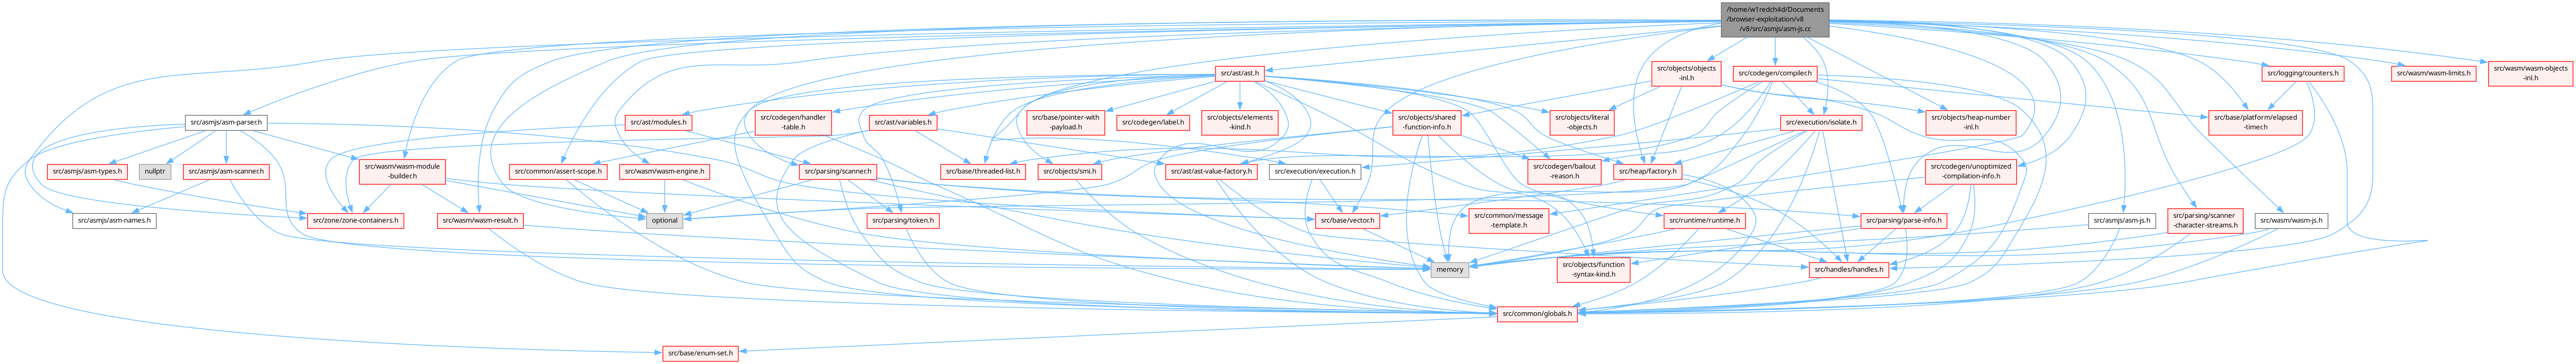 /home/w1redch4d/Documents
/browser-exploitation/v8
/v8/src/asmjs/asm-js.cc
src/ast/ast.h
src/objects/objects
-inl.h
src/codegen/compiler.h
src/logging/counters.h
src/wasm/wasm-limits.h
src/wasm/wasm-objects
-inl.h
src/asmjs/asm-parser.h
src/ast/modules.h
src/codegen/handler
-table.h
src/ast/variables.h
src/base/pointer-with
-payload.h
src/codegen/label.h
src/objects/elements
-kind.h
src/objects/shared
-function-info.h
src/objects/literal
-objects.h
src/execution/isolate.h
src/objects/heap-number
-inl.h
src/base/platform/elapsed
-timer.h
src/asmjs/asm-types.h
nullptr
src/asmjs/asm-scanner.h
src/wasm/wasm-module
-builder.h
src/common/assert-scope.h
src/wasm/wasm-engine.h
src/parsing/scanner.h
src/base/threaded-list.h
src/objects/smi.h
src/ast/ast-value-factory.h
src/execution/execution.h
src/codegen/bailout
-reason.h
src/heap/factory.h
src/codegen/unoptimized
-compilation-info.h
src/asmjs/asm-names.h
src/zone/zone-containers.h
src/wasm/wasm-result.h
optional
src/parsing/token.h
src/base/vector.h
src/common/message
-template.h
src/runtime/runtime.h
src/parsing/parse-info.h
src/asmjs/asm-js.h
src/parsing/scanner
-character-streams.h
src/wasm/wasm-js.h
memory
src/objects/function
-syntax-kind.h
src/handles/handles.h
src/common/globals.h
src/base/enum-set.h